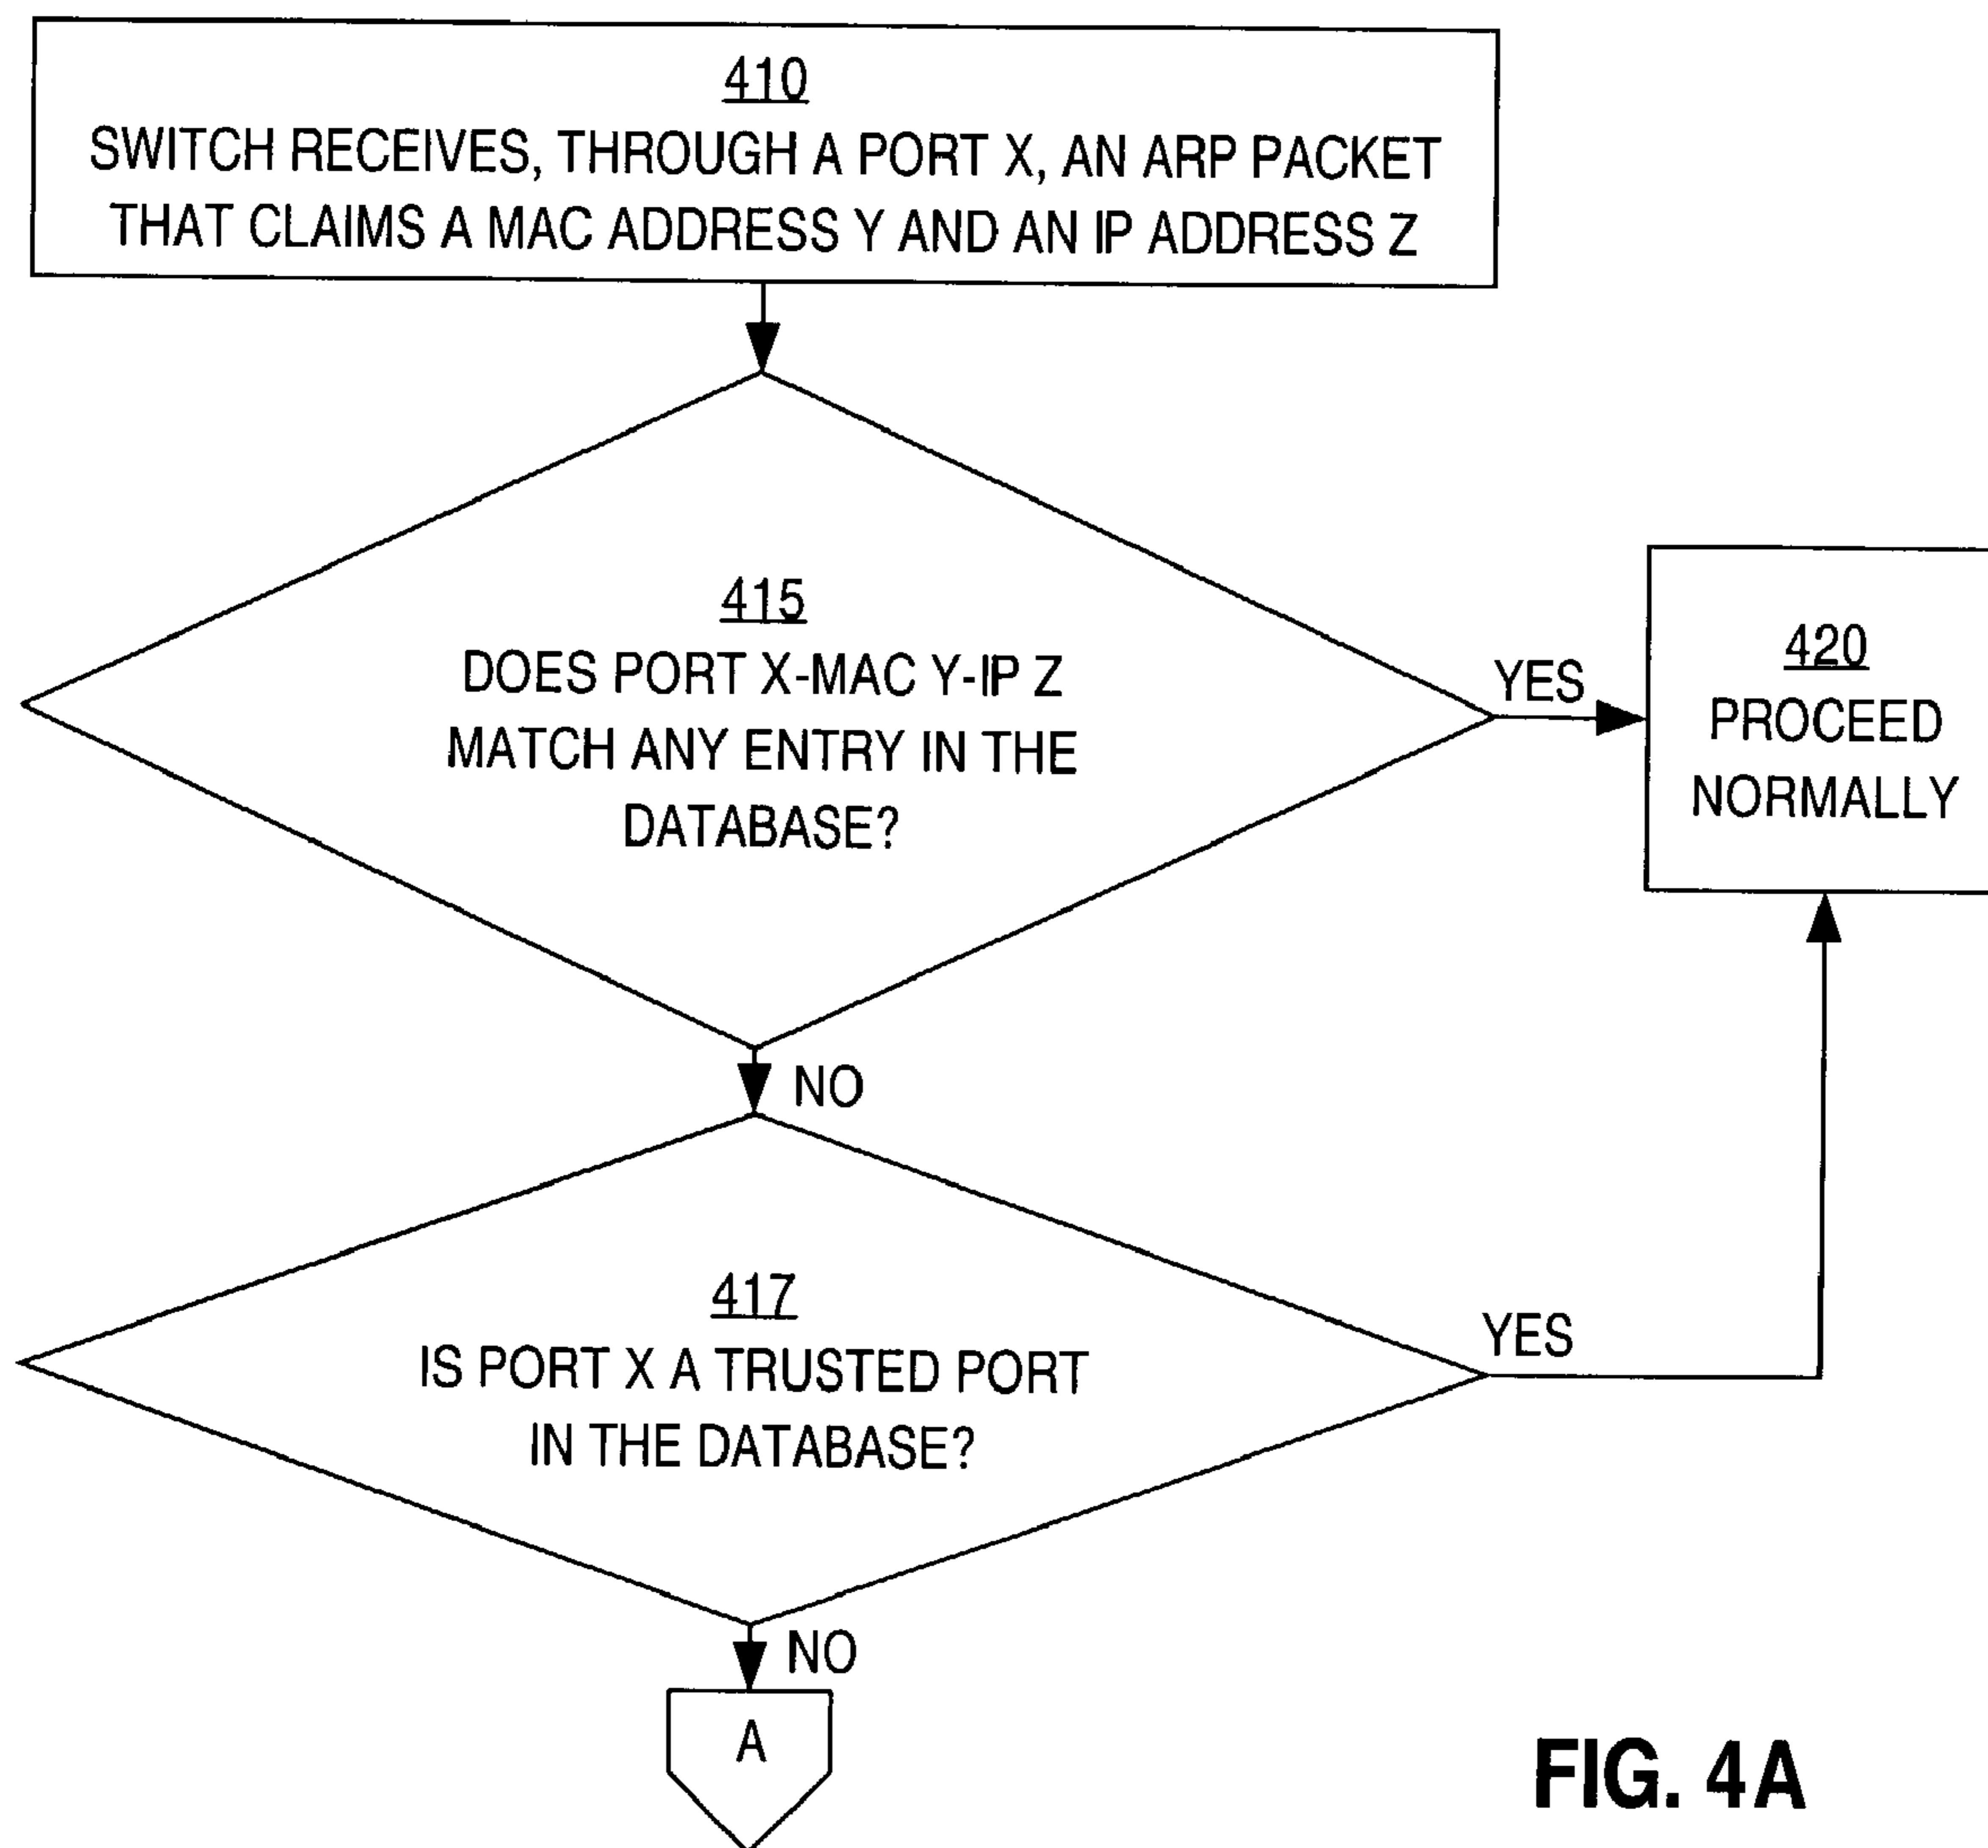 410
SWITCH RECEIVES, THROUGH A PORT X, AN ARP PACKET
THAT CLAIMS A MAC ADDRESS Y AND AN IP ADDRESS Z
415
DOES PORT X-MAC Y-IP Z
MATCH ANY ENTRY IN THE
DATABASE?
YES
420
PROCEED
NORMALLY
NO
417
IS PORT X A TRUSTED PORT
IN THE DATABASE?
YES
NO
A
FIG. 4A